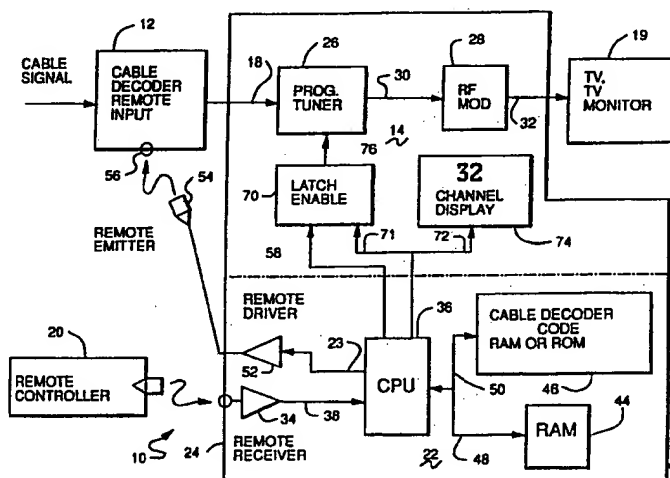 12
CABLE
SIGNAL
CABLE
DECODER
REMOTE
INPUT
56
54
REMOTE
EMITTER
18
26
PROG.
TUNER
30
28
RF
MOD
32
19
TV,
TV
MONITOR
14
76
70
LATCH
ENABLE
32
CHANNEL
DISPLAY
71
72
74
58
REMOTE
DRIVER
36
23
52
CPU
CABLE DECODER
CODE
RAM OR ROM
46
50
20
REMOTE
CONTROLLER
34
38
RAM
44
48
22
10
24
REMOTE
RECEIVER